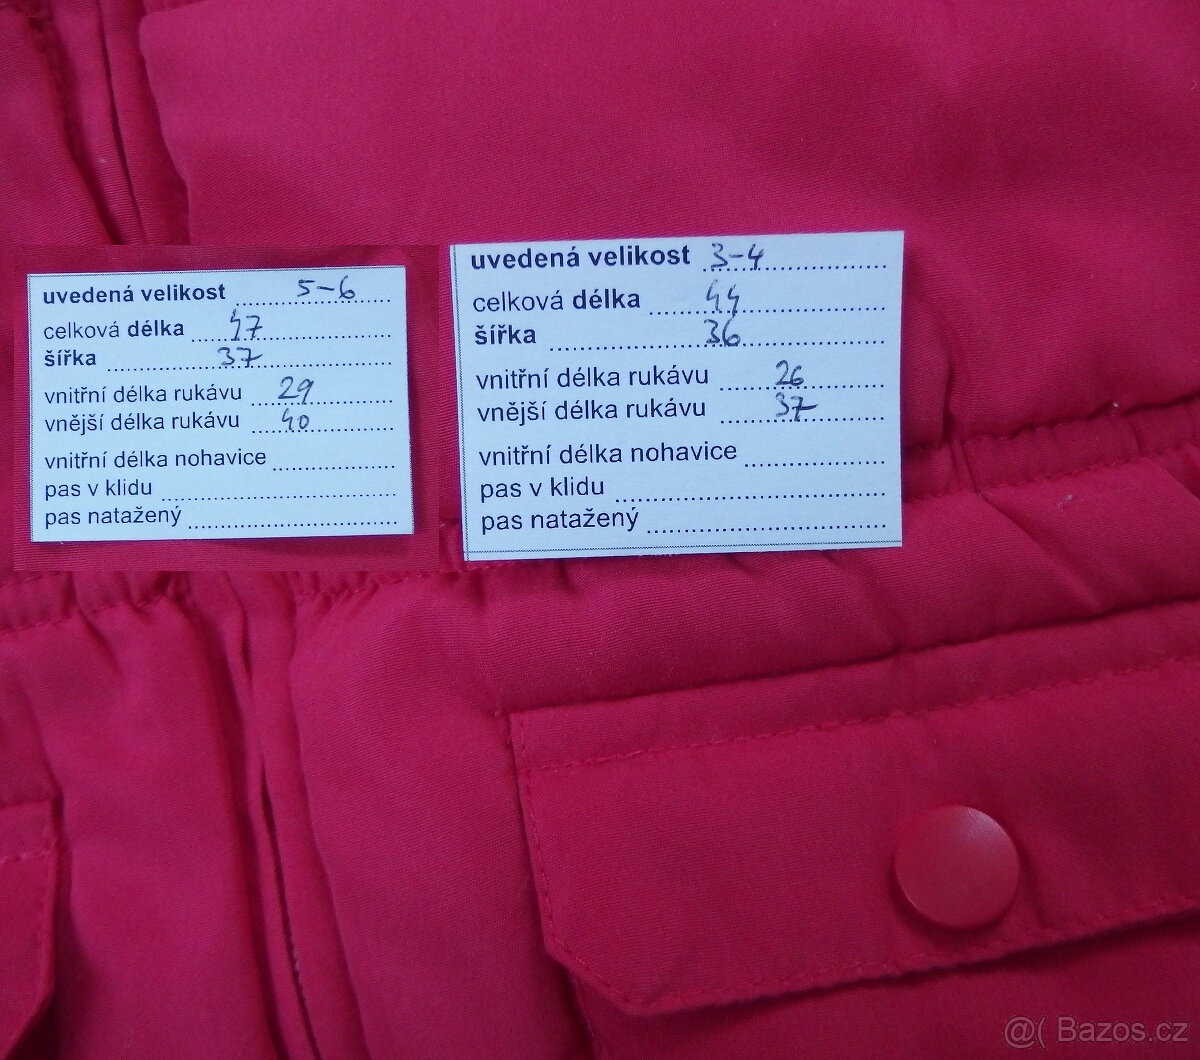 uvedená velikost 5-6
celková délka 47
šířka 37
vnitřní délka rukávu 29
vnější délka rukávu 40
vnitřní délka nohavice
pas v klidu
pas natažený
uvedená velikost 3-4
celková délka 44
šířka 36
vnitřní délka rukávu 26
vnější délka rukávu 37
vnitřní délka nohavice
pas v klidu
pas natažený
@( Bazos.cz